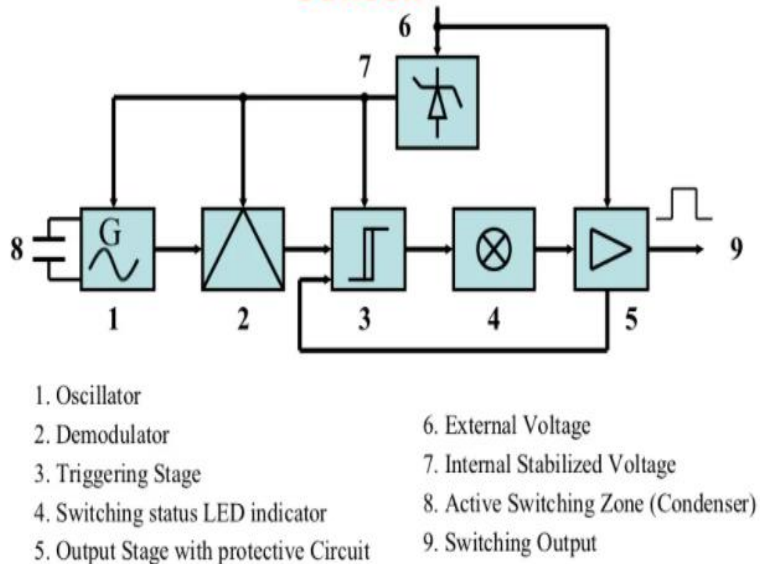 6
7
G
8
9
1
2
3
4
5
1. Oscillator
2. Demodulator
3. Triggering Stage
4. Switching status LED indicator
5. Output Stage with protective Circuit
6. External Voltage
7. Internal Stabilized Voltage
8. Active Switching Zone (Condenser)
9. Switching Output